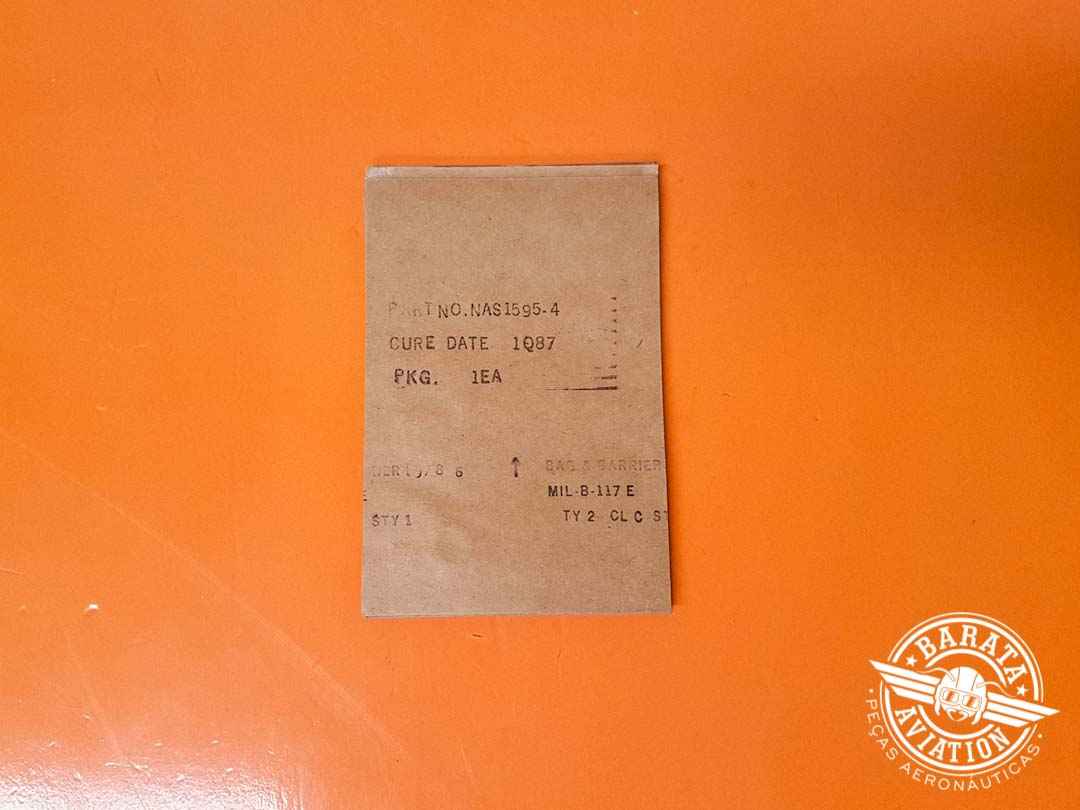 PART NO. NAS1595-4
CURE DATE 1Q87
PKG. 1EA
↑ BAG & BARRIER
MIL-B-117 E
STY 1 TY 2 CL C ST
BARATA
AVIATION
PEÇAS AERONÁUTICAS